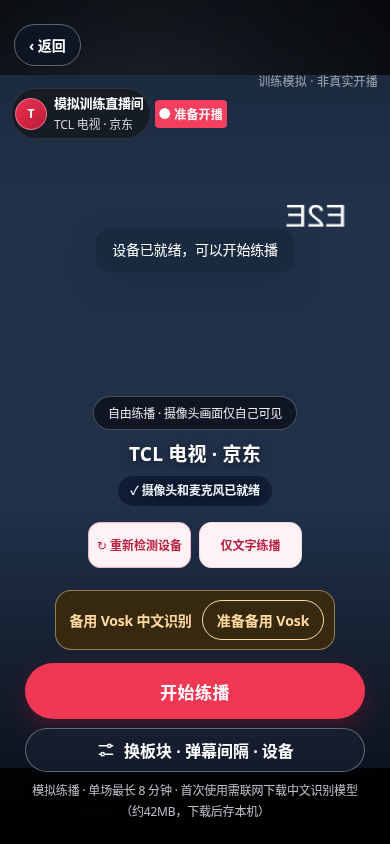 ‹ 返回
训练模拟 · 非真实开播
T
模拟训练直播间
TCL 电视 · 京东
准备开播
E2E
设备已就绪，可以开始练播
自由练播 · 摄像头画面仅自己可见
TCL 电视 · 京东
✓ 摄像头和麦克风已就绪
↻ 重新检测设备
仅文字练播
备用 Vosk 中文识别
准备备用 Vosk
开始练播
换板块 · 弹幕间隔 · 设备
模拟练播 · 单场最长 8 分钟 · 首次使用需联网下载中文识别模型
（约42MB，下载后存本机）